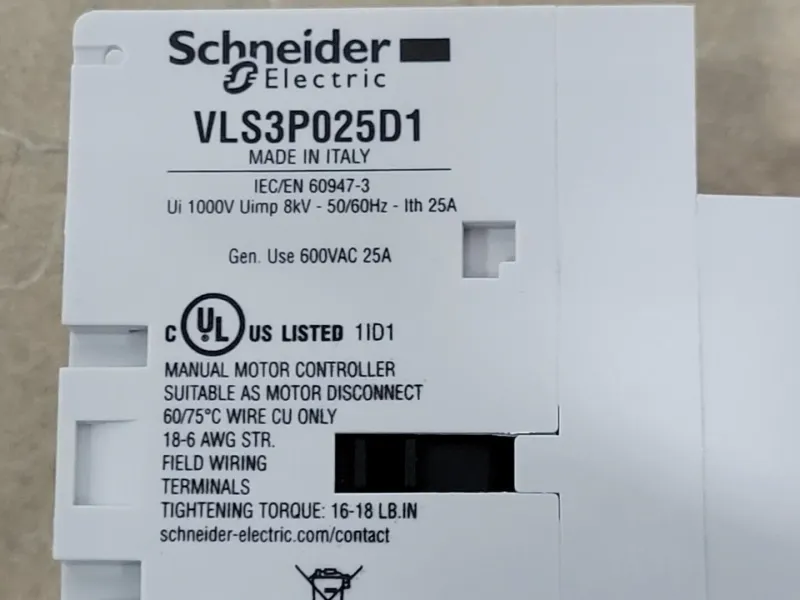 Schneider
Electric
VLS3P025D1
MADE IN ITALY
IEC/EN 60947-3
Ui 1000V Uimp 8kV - 50/60Hz - Ith 25A
Gen. Use 600VAC 25A
C UL US LISTED 1ID1
MANUAL MOTOR CONTROLLER
SUITABLE AS MOTOR DISCONNECT
60/75°C WIRE CU ONLY
18-6 AWG STR.
FIELD WIRING
TERMINALS
TIGHTENING TORQUE: 16-18 LB.IN
schneider-electric.com/contact